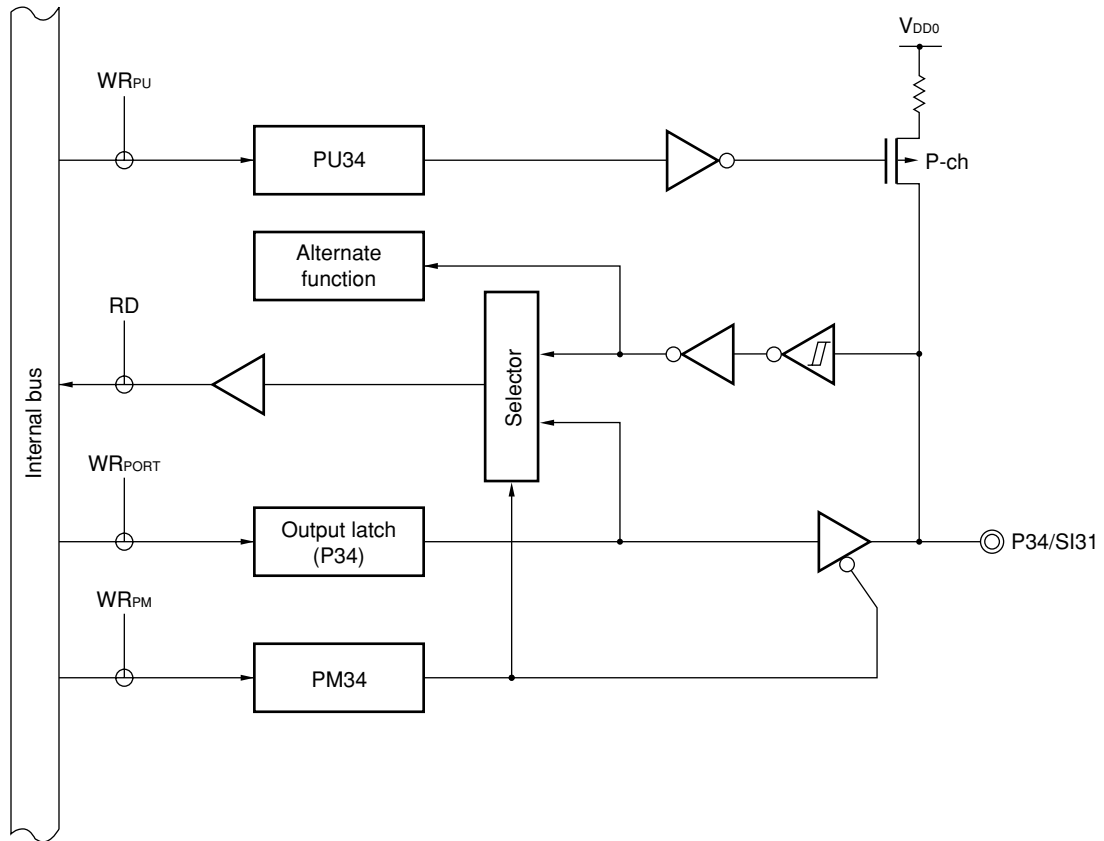 VDD0
WRPU
PU34
P-ch
Alternate
function
RD
Selector
Internal bus
WRPORT
Output latch
(P34)
P34/SI31
WRPM
PM34